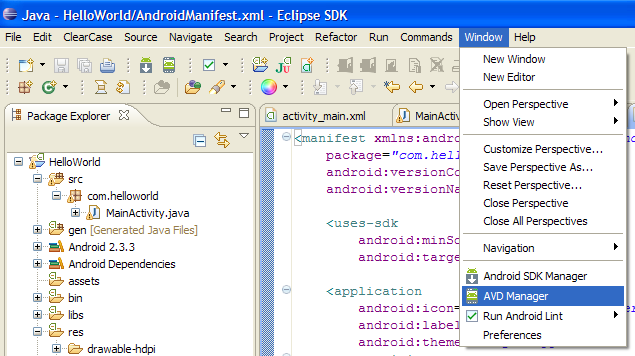 Java - HelloWorld/AndroidManifest.xml - Eclipse SDK
File Edit ClearCase Source Navigate Search Project Refactor Run Commands Window Help
Package Explorer
HelloWorld
src
com.helloworld
MainActivity.java
gen [Generated Java Files]
Android 2.3.3
Android Dependencies
assets
bin
libs
res
drawable-hdpi
activity_main.xml
MainActivity
<manifest xmlns:andro
package="com.hel
android:versionCo
android:versionNa
<uses-sdk
android:minSd
android:targe
<application
android:icon=
android:label
android:theme
New Window
New Editor
Open Perspective
Show View
Customize Perspective...
Save Perspective As...
Reset Perspective...
Close Perspective
Close All Perspectives
Navigation
Android SDK Manager
AVD Manager
Run Android Lint
Preferences